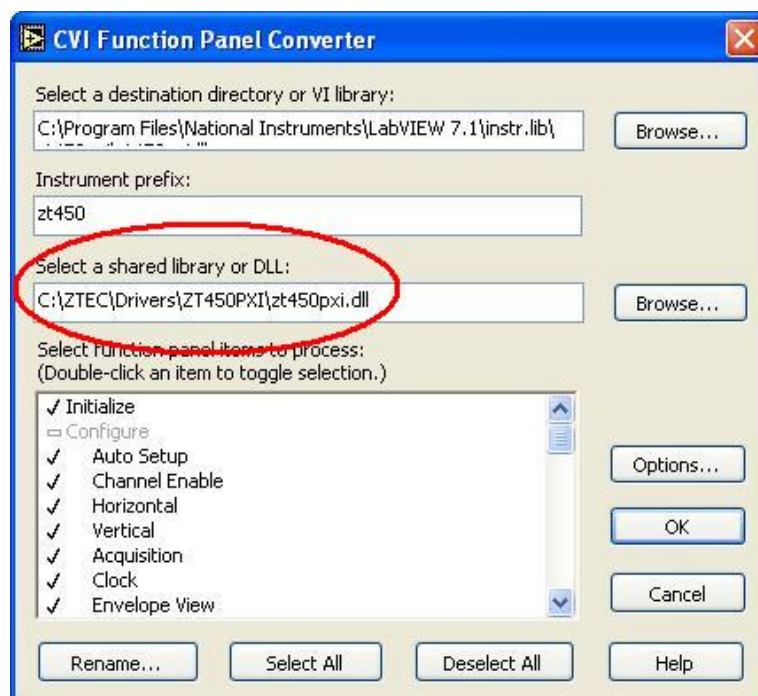 CVI Function Panel Converter
Select a destination directory or VI library:
C:\Program Files\National Instruments\LabVIEW 7.1\instr.lib\
Browse...
Instrument prefix:
zt450
Select a shared library or DLL:
C:\ZTEC\Drivers\ZT450PXI\zt450pxi.dll
Browse...
Select function panel items to process:
(Double-click an item to toggle selection.)
Initialize
Configure
Auto Setup
Channel Enable
Horizontal
Vertical
Acquisition
Clock
Envelope View
Options...
OK
Cancel
Rename...
Select All
Deselect All
Help